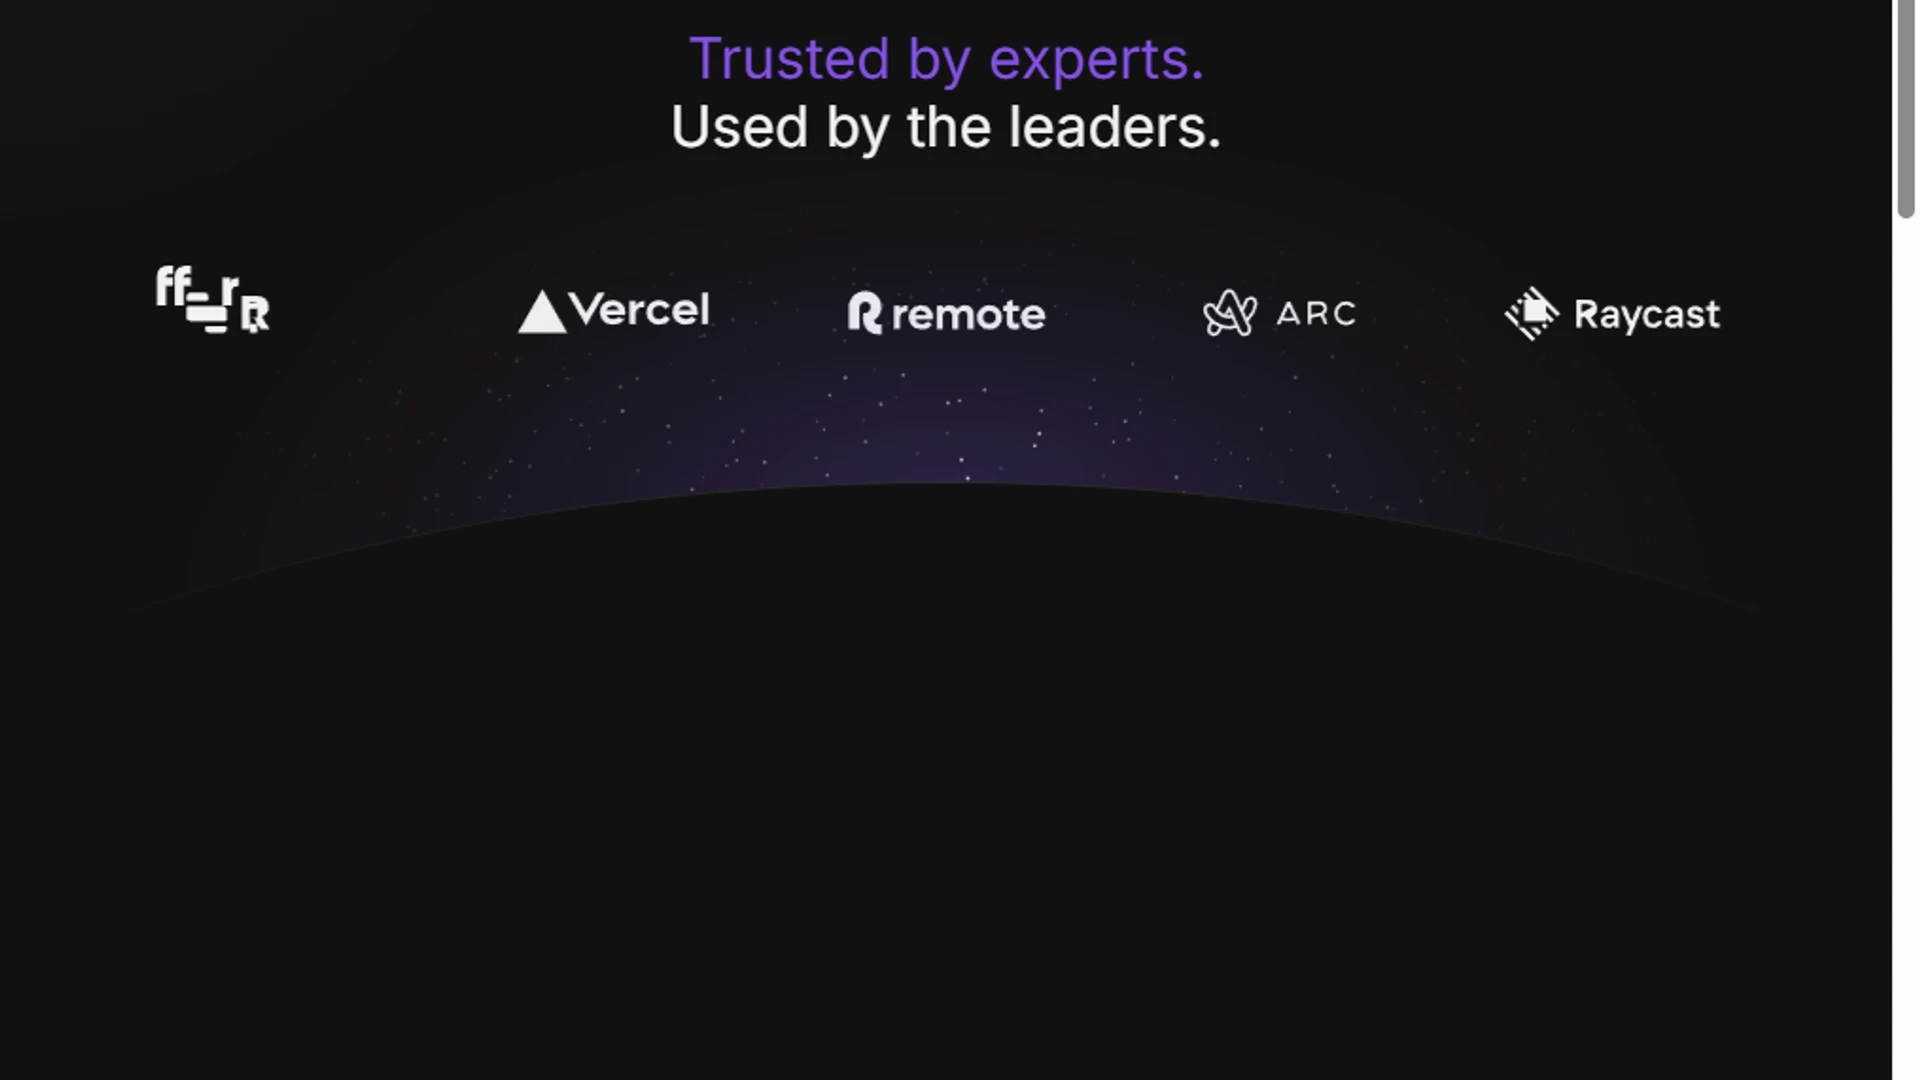 Trusted by experts.
Used by the leaders.
Vercel
remote
ARC
Raycast